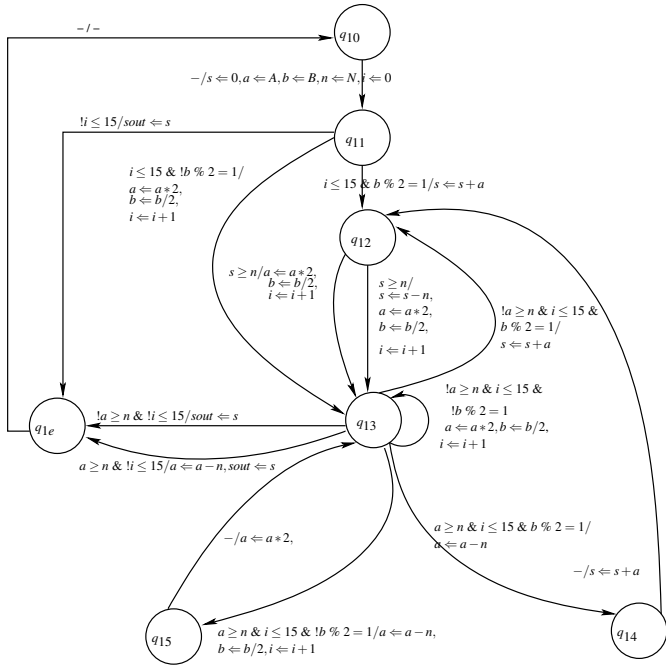 − / −
q10
−/s ⇐ 0, a ⇐ A, b ⇐ B, n ⇐ N, i ⇐ 0
!i ≤ 15/sout ⇐ s
q11
i ≤ 15 & !b % 2 = 1/
a ⇐ a ∗ 2,
b ⇐ b/2,
i ⇐ i + 1
i ≤ 15 & b % 2 = 1/s ⇐ s + a
q12
s ≥ n/a ⇐ a ∗ 2,
b ⇐ b/2,
i ⇐ i + 1
s ≥ n/
s ⇐ s − n,
a ⇐ a ∗ 2,
b ⇐ b/2,
i ⇐ i + 1
!a ≥ n & i ≤ 15 &
b % 2 = 1/
s ⇐ s + a
!a ≥ n & i ≤ 15 &
!b % 2 = 1
a ⇐ a ∗ 2, b ⇐ b/2,
i ⇐ i + 1
!a ≥ n & !i ≤ 15/sout ⇐ s
q1e
q13
a ≥ n & !i ≤ 15/a ⇐ a − n, sout ⇐ s
−/a ⇐ a ∗ 2,
a ≥ n & i ≤ 15 & b % 2 = 1/
a ⇐ a − n
−/s ⇐ s + a
q15
a ≥ n & i ≤ 15 & !b % 2 = 1/a ⇐ a − n,
b ⇐ b/2, i ⇐ i + 1
q14